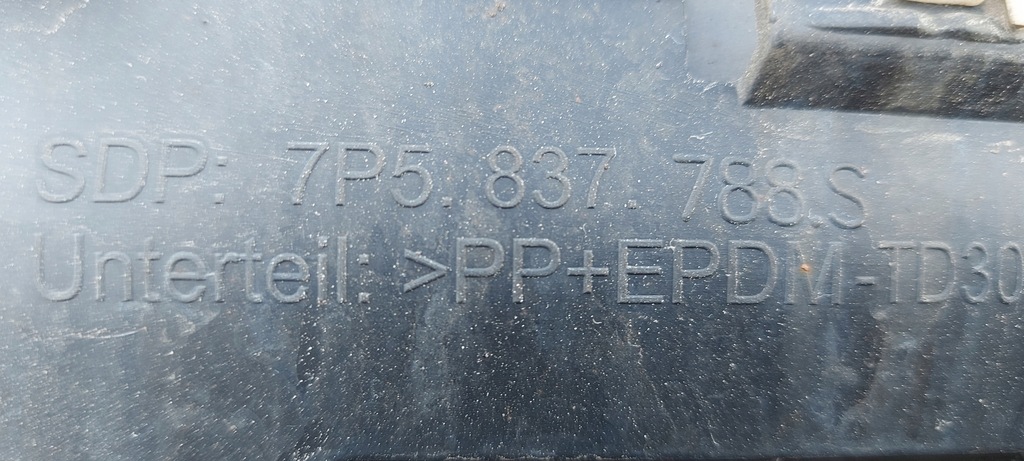 SDP: 7P5. 837. 788.S
Unterteil: >PP+EPDM-TD30